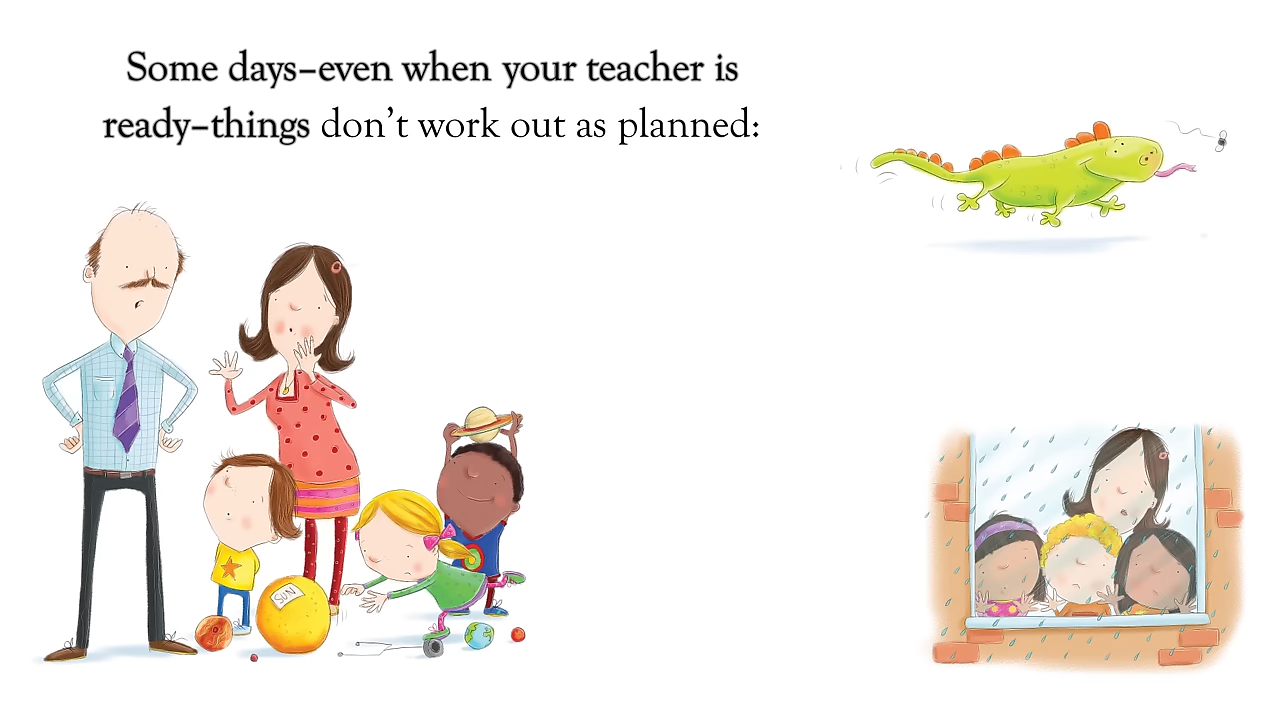 Some days–even when your teacher is
ready–things don’t work out as planned:
SUN